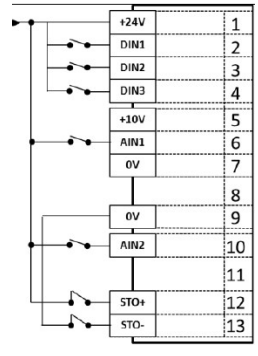 +24V 1
DIN1 2
DIN2 3
DIN3 4
+10V 5
AIN1 6
0V 7
8
0V 9
AIN2 10
11
STO+ 12
STO- 13